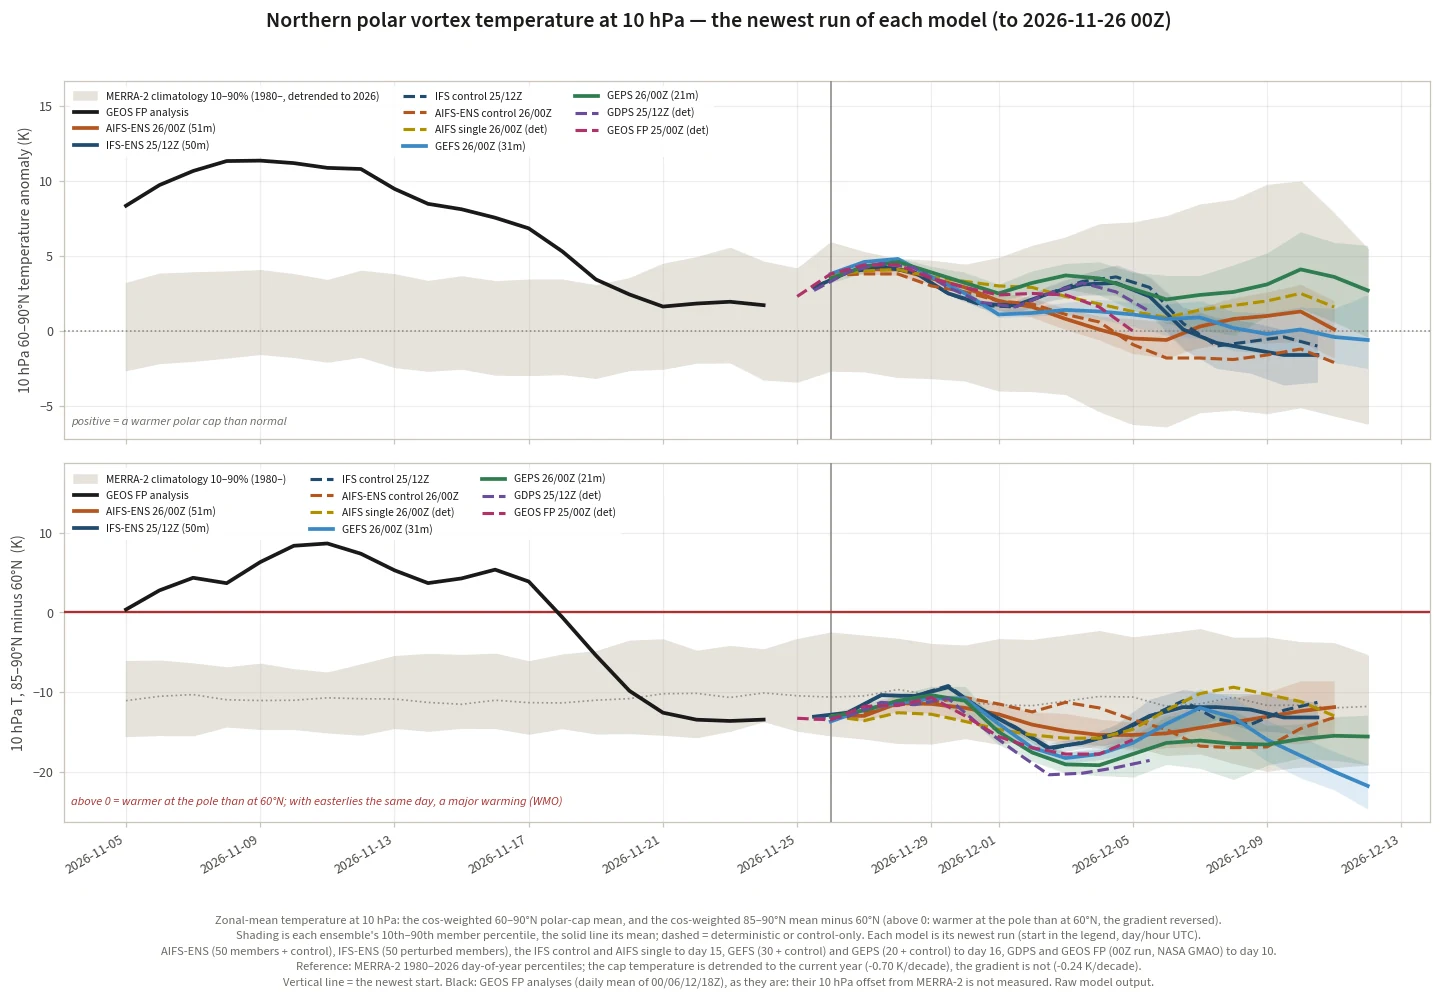 Northern polar vortex temperature at 10 hPa — the newest run of each model (to 2026-11-26 00Z)
10 hPa 60–90°N temperature anomaly (K)
15
10
5
0
−5
MERRA-2 climatology 10–90% (1980–, detrended to 2026)
GEOS FP analysis
AIFS-ENS 26/00Z (51m)
IFS-ENS 25/12Z (50m)
IFS control 25/12Z
AIFS-ENS control 26/00Z
AIFS single 26/00Z (det)
GEFS 26/00Z (31m)
GEPS 26/00Z (21m)
GDPS 25/12Z (det)
GEOS FP 25/00Z (det)
positive = a warmer polar cap than normal
10 hPa T, 85–90°N minus 60°N (K)
10
0
−10
−20
MERRA-2 climatology 10–90% (1980–)
GEOS FP analysis
AIFS-ENS 26/00Z (51m)
IFS-ENS 25/12Z (50m)
IFS control 25/12Z
AIFS-ENS control 26/00Z
AIFS single 26/00Z (det)
GEFS 26/00Z (31m)
GEPS 26/00Z (21m)
GDPS 25/12Z (det)
GEOS FP 25/00Z (det)
above 0 = warmer at the pole than at 60°N; with easterlies the same day, a major warming (WMO)
2026-11-05
2026-11-09
2026-11-13
2026-11-17
2026-11-21
2026-11-25
2026-11-29
2026-12-01
2026-12-05
2026-12-09
2026-12-13
Zonal-mean temperature at 10 hPa: the cos-weighted 60–90°N polar-cap mean, and the cos-weighted 85–90°N mean minus 60°N (above 0: warmer at the pole than at 60°N, the gradient reversed).
Shading is each ensemble's 10th–90th member percentile, the solid line its mean; dashed = deterministic or control-only. Each model is its newest run (start in the legend, day/hour UTC).
AIFS-ENS (50 members + control), IFS-ENS (50 perturbed members), the IFS control and AIFS single to day 15, GEFS (30 + control) and GEPS (20 + control) to day 16, GDPS and GEOS FP (00Z run, NASA GMAO) to day 10.
Reference: MERRA-2 1980–2026 day-of-year percentiles; the cap temperature is detrended to the current year (-0.70 K/decade), the gradient is not (-0.24 K/decade).
Vertical line = the newest start. Black: GEOS FP analyses (daily mean of 00/06/12/18Z), as they are: their 10 hPa offset from MERRA-2 is not measured. Raw model output.